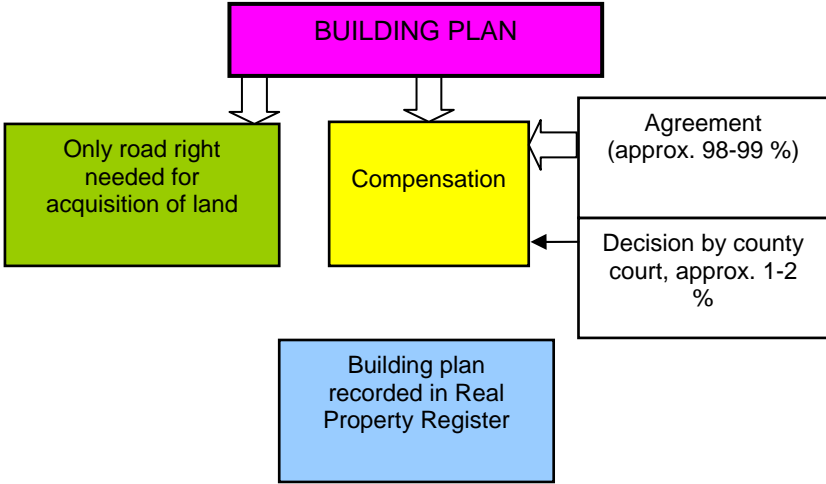 BUILDING PLAN
Only road right
needed for
acquisition of land
Compensation
Agreement
(approx. 98-99 %)
Decision by county
court, approx. 1-2
%
Building plan
recorded in Real
Property Register